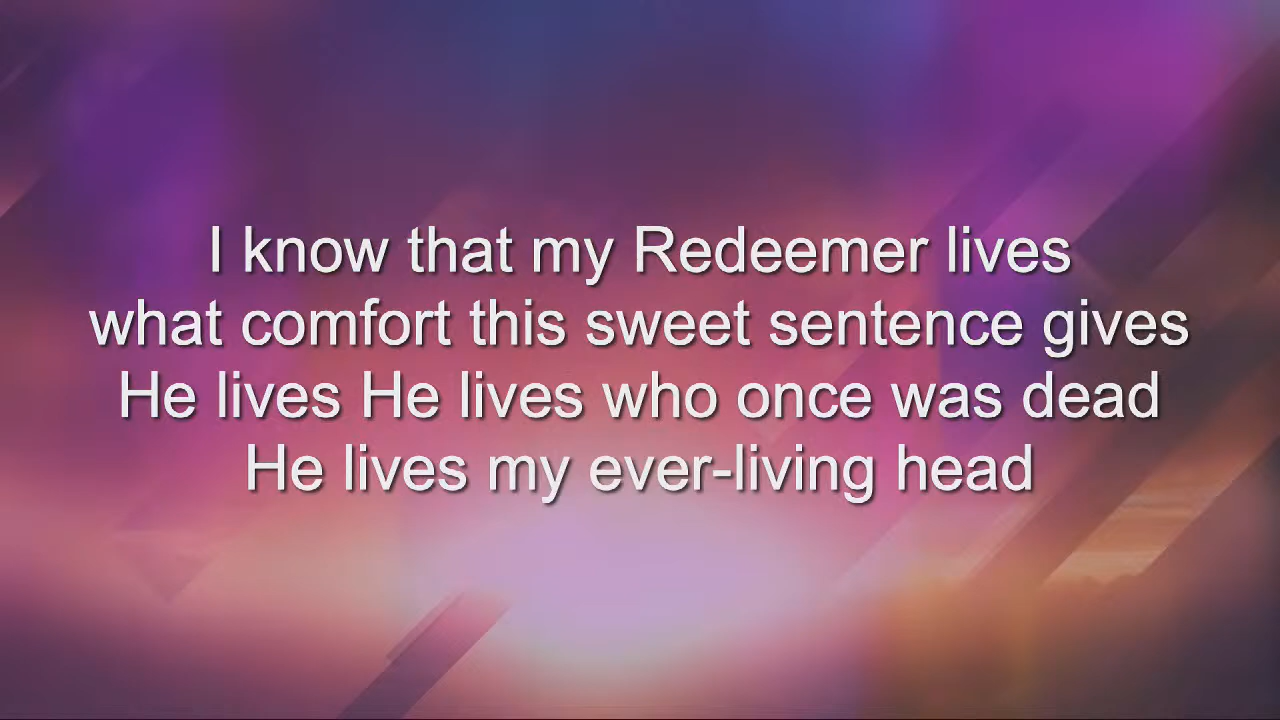 I know that my Redeemer lives
what comfort this sweet sentence gives
He lives He lives who once was dead
He lives my ever-living head